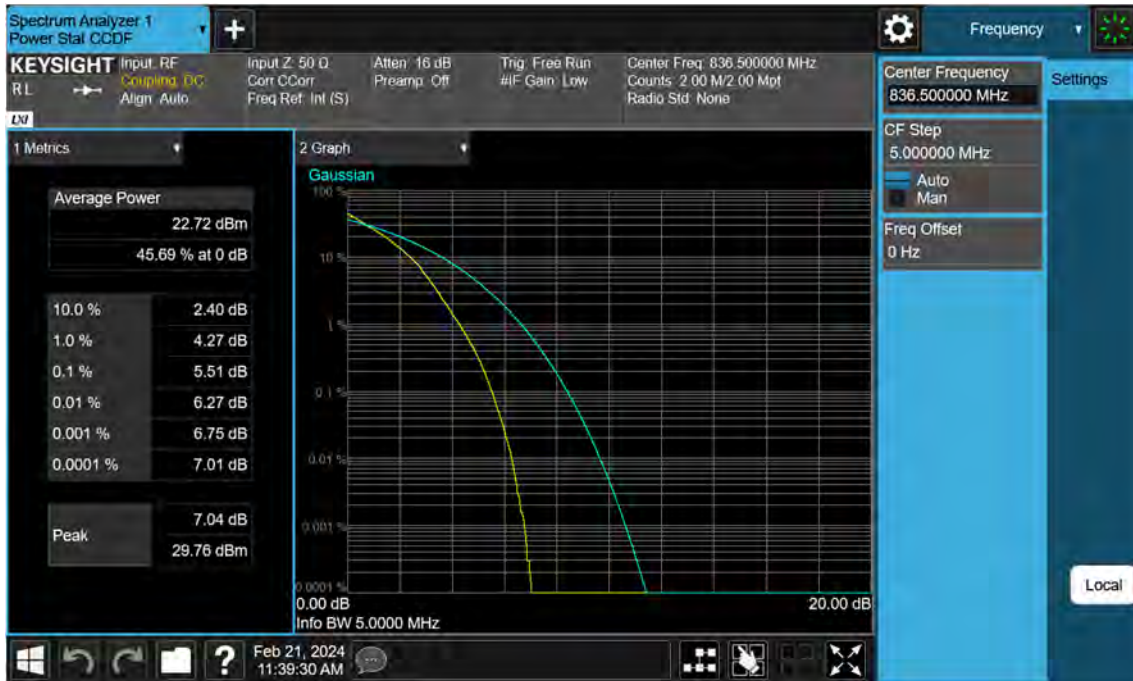 Spectrum Analyzer 1
Power Stat CCDF
Frequency
KEYSIGHT
RL
LXI
Input: RF
Coupling: DC
Align: Auto
Input Z: 50 Ω
Corr CCorr
Freq Ref: Int (S)
Atten: 16 dB
Preamp: Off
Trig: Free Run
#IF Gain: Low
Center Freq: 836.500000 MHz
Counts: 2.00 M/2.00 Mpt
Radio Std: None
Center Frequency
836.500000 MHz
Settings
CF Step
5.000000 MHz
Auto
Man
Freq Offset
0 Hz
1 Metrics
Average Power
22.72 dBm
45.69 % at 0 dB
10.0 % 2.40 dB
1.0 % 4.27 dB
0.1 % 5.51 dB
0.01 % 6.27 dB
0.001 % 6.75 dB
0.0001 % 7.01 dB
Peak
7.04 dB
29.76 dBm
2 Graph
Gaussian
100 %
10 %
1 %
0.1 %
0.01 %
0.001 %
0.0001 %
0.00 dB 20.00 dB
Info BW 5.0000 MHz
Local
Feb 21, 2024
11:39:30 AM